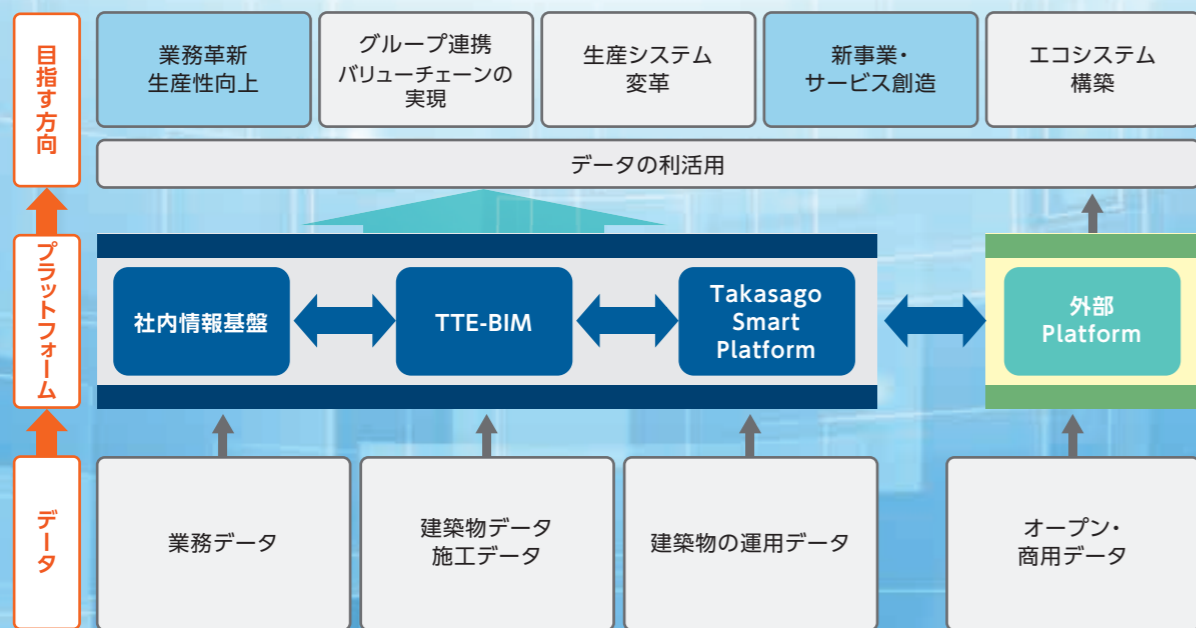 目指す方向
業務革新
生産性向上
グループ連携
バリューチェーンの
実現
生産システム
変革
新事業・
サービス創造
エコシステム
構築
データの利活用
プラットフォーム
社内情報基盤
TTE-BIM
Takasago
Smart
Platform
外部
Platform
データ
業務データ
建築物データ
施工データ
建築物の運用データ
オープン・
商用データ